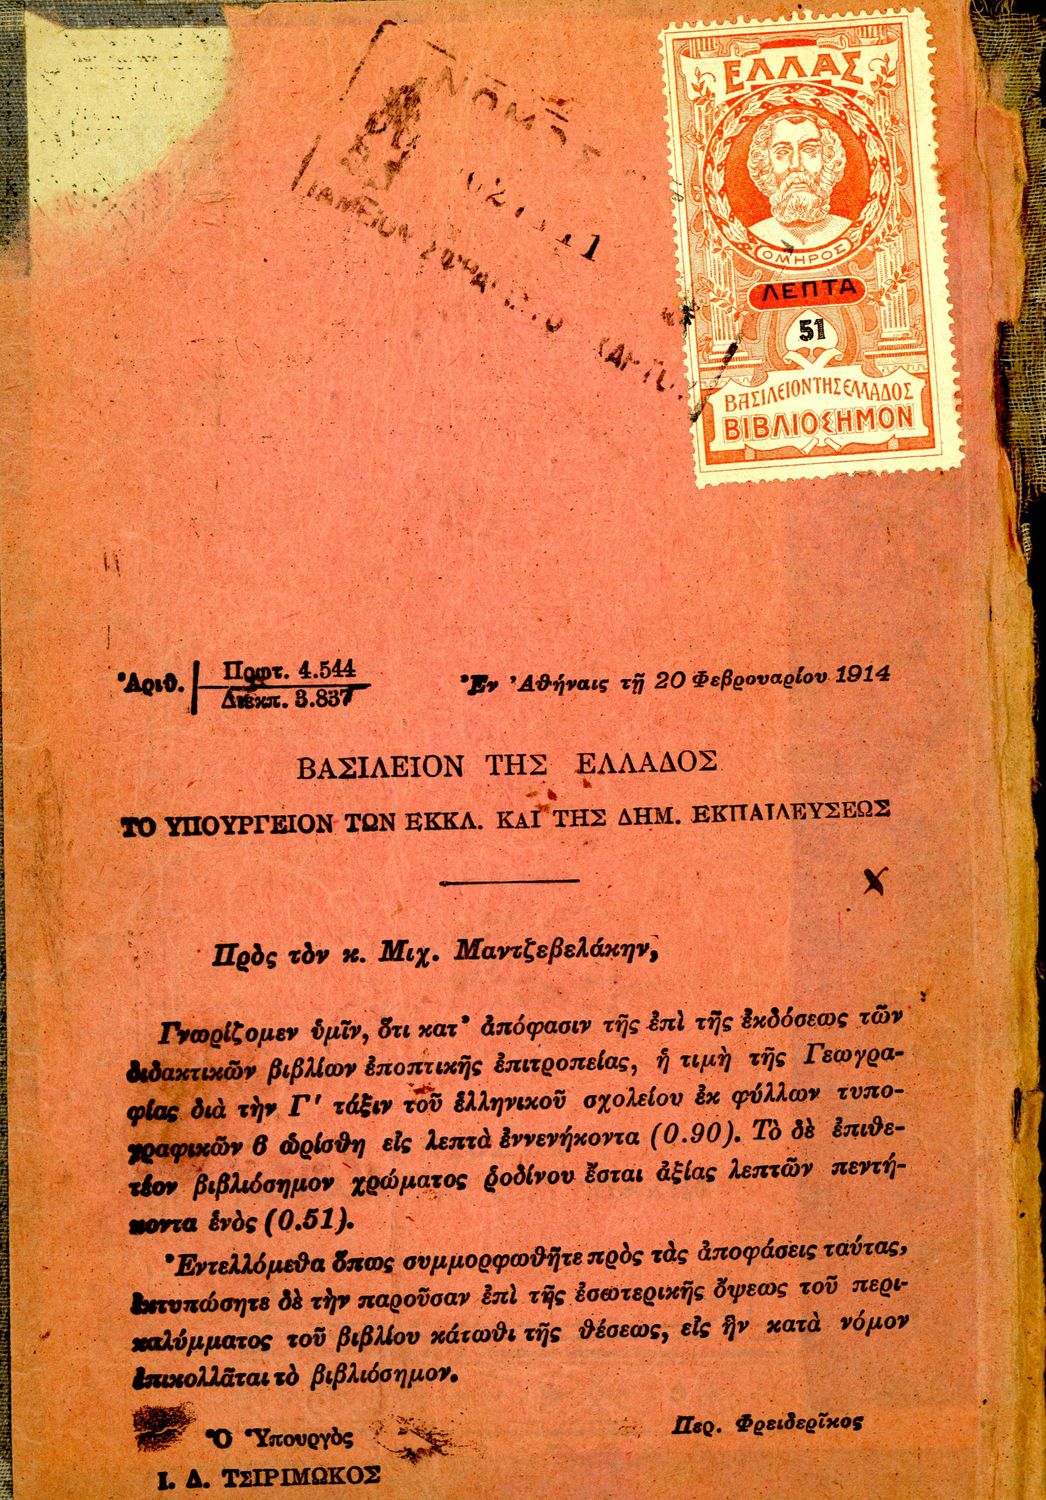 ΕΛΛΑΣ
ΟΜΗΡΟΣ
ΛΕΠΤΑ
51
ΒΑΣΙΛΕΙΟΝ ΤΗΣ ΕΛΛΑΔΟΣ
ΒΙΒΛΙΟΣΗΜΟΝ
ΝΟΜΟΣ
ΤΑΜΕΙΟΝ
Ἀριθ. Πρωτ. 4.544
Διεκπ. 3.837
Ἐν Ἀθήναις τῇ 20 Φεβρουαρίου 1914
ΒΑΣΙΛΕΙΟΝ ΤΗΣ ΕΛΛΑΔΟΣ
ΤΟ ΥΠΟΥΡΓΕΙΟΝ ΤΩΝ ΕΚΚΛ. ΚΑΙ ΤΗΣ ΔΗΜ. ΕΚΠΑΙΔΕΥΣΕΩΣ
Πρὸς τὸν κ. Μιχ. Μαντζεβελάκην,
Γνωρίζομεν ὑμῖν, ὅτι κατ' ἀπόφασιν τῆς ἐπὶ τῆς ἐκδόσεως τῶν
διδακτικῶν βιβλίων ἐποπτικῆς ἐπιτροπείας, ἡ τιμὴ τῆς Γεωγρα-
φίας διὰ τὴν Γ' τάξιν τοῦ ἑλληνικοῦ σχολείου ἐκ φύλλων τυπο-
γραφικῶν 6 ὡρίσθη εἰς λεπτὰ ἐννενήκοντα (0.90). Τὸ δὲ ἐπιθε-
τέον βιβλιόσημον χρώματος ῥοδίνου ἔσται ἀξίας λεπτῶν πεντή-
κοντα ἑνὸς (0.51).
Ἐντελλόμεθα ὅπως συμμορφωθῆτε πρὸς τὰς ἀποφάσεις ταύτας,
ἐκτυπώσητε δὲ τὴν παροῦσαν ἐπὶ τῆς ἐσωτερικῆς ὄψεως τοῦ περι-
καλύμματος τοῦ βιβλίου κάτωθι τῆς θέσεως, εἰς ἣν κατὰ νόμον
ἐπικολλᾶται τὸ βιβλιόσημον.
Ὁ Ὑπουργὸς
Περ. Φρειδερῖκος
Ι. Δ. ΤΣΙΡΙΜΩΚΟΣ